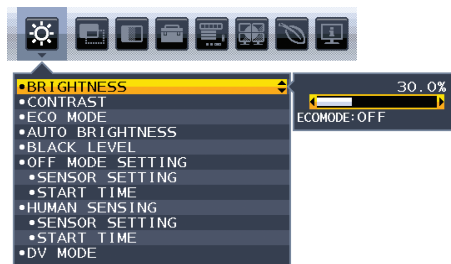 •BRIGHTNESS
•CONTRAST
•ECO MODE
•AUTO BRIGHTNESS
•BLACK LEVEL
•OFF MODE SETTING
•SENSOR SETTING
•START TIME
•HUMAN SENSING
•SENSOR SETTING
•START TIME
•DV MODE
30.0%
ECOMODE:OFF